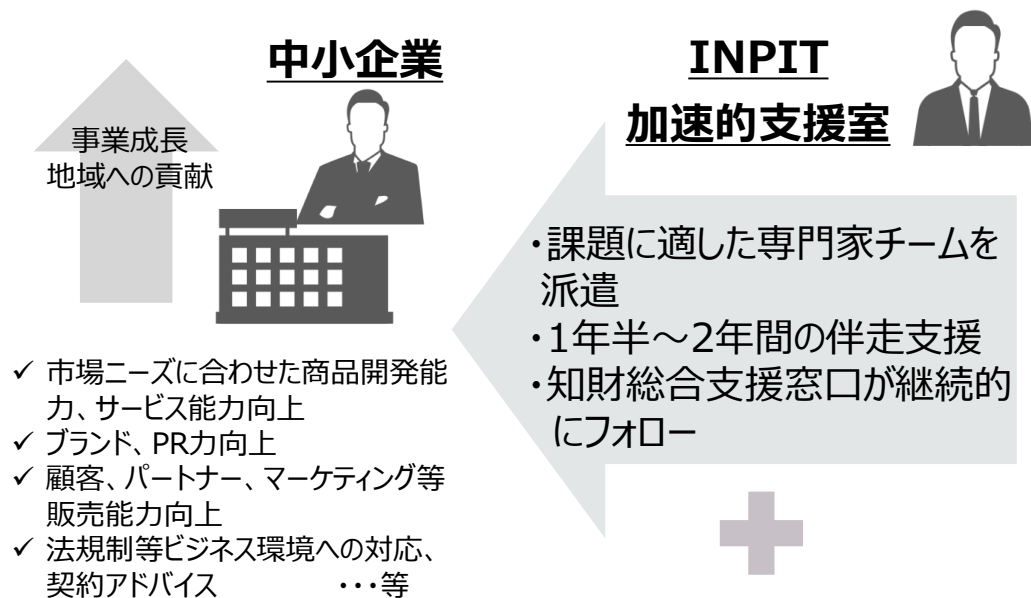 中小企業
INPIT
加速的支援室
事業成長
地域への貢献
・課題に適した専門家チームを
派遣
・1年半～2年間の伴走支援
・知財総合支援窓口が継続的
にフォロー
✓ 市場ニーズに合わせた商品開発能
力、サービス能力向上
✓ ブランド、PR力向上
✓ 顧客、パートナー、マーケティング等
販売能力向上
✓ 法規制等ビジネス環境への対応、
契約アドバイス ・・・等